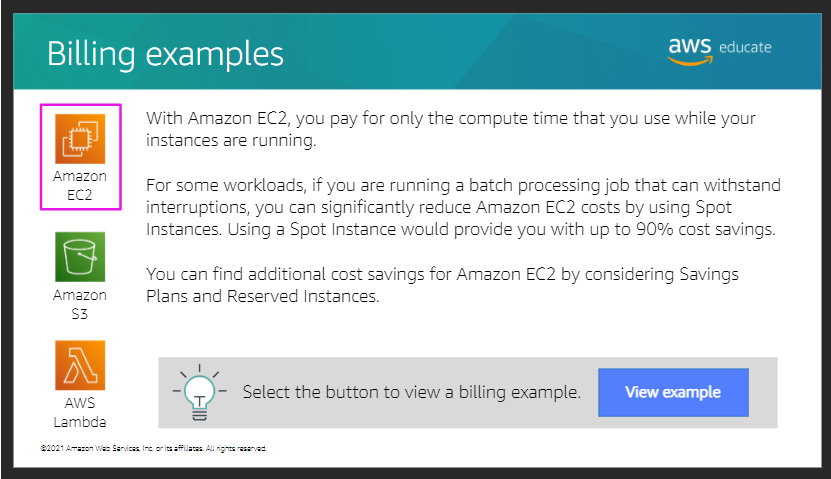 Billing examples
aws educate
With Amazon EC2, you pay for only the compute time that you use while your
instances are running.
Amazon
EC2
For some workloads, if you are running a batch processing job that can withstand
interruptions, you can significantly reduce Amazon EC2 costs by using Spot
Instances. Using a Spot Instance would provide you with up to 90% cost savings.
You can find additional cost savings for Amazon EC2 by considering Savings
Plans and Reserved Instances.
Amazon
S3
AWS
Lambda
Select the button to view a billing example.
View example
©2021 Amazon Web Services, Inc. or its affiliates. All rights reserved.